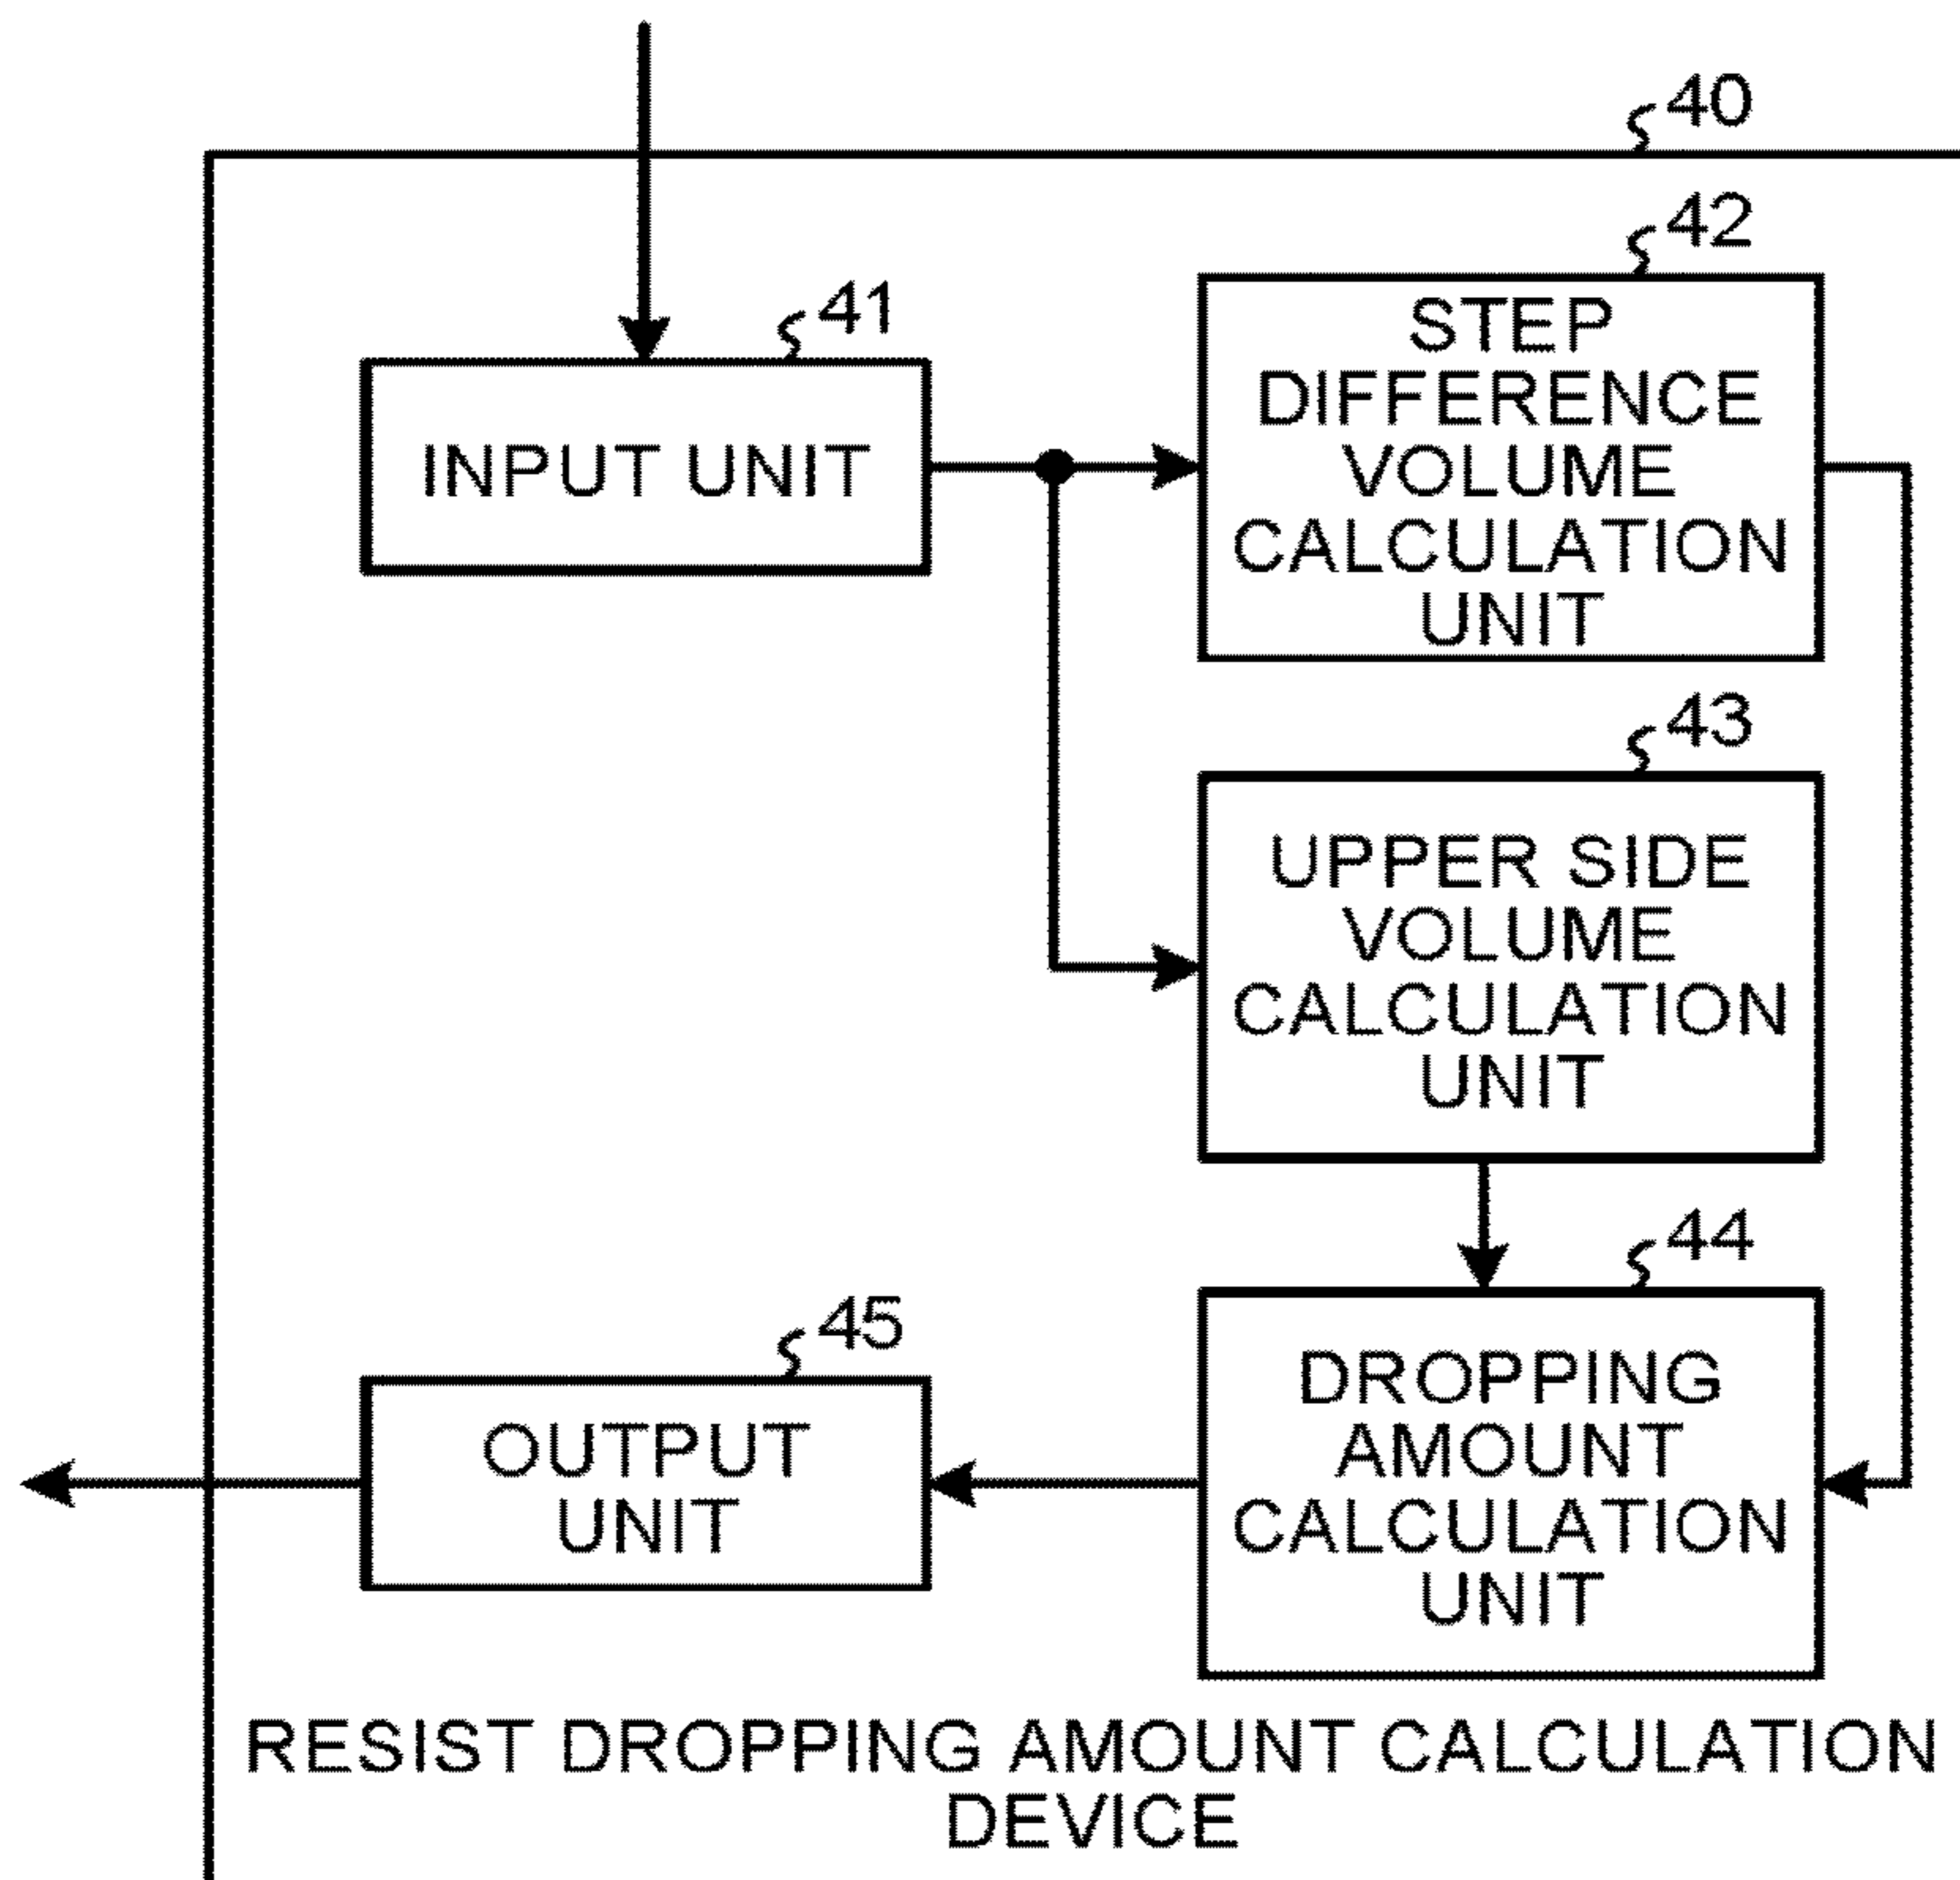 40
42
STEP
DIFFERENCE
VOLUME
CALCULATION
UNIT
41
INPUT UNIT
43
UPPER SIDE
VOLUME
CALCULATION
UNIT
44
DROPPING
AMOUNT
CALCULATION
UNIT
45
OUTPUT
UNIT
RESIST DROPPING AMOUNT CALCULATION
DEVICE